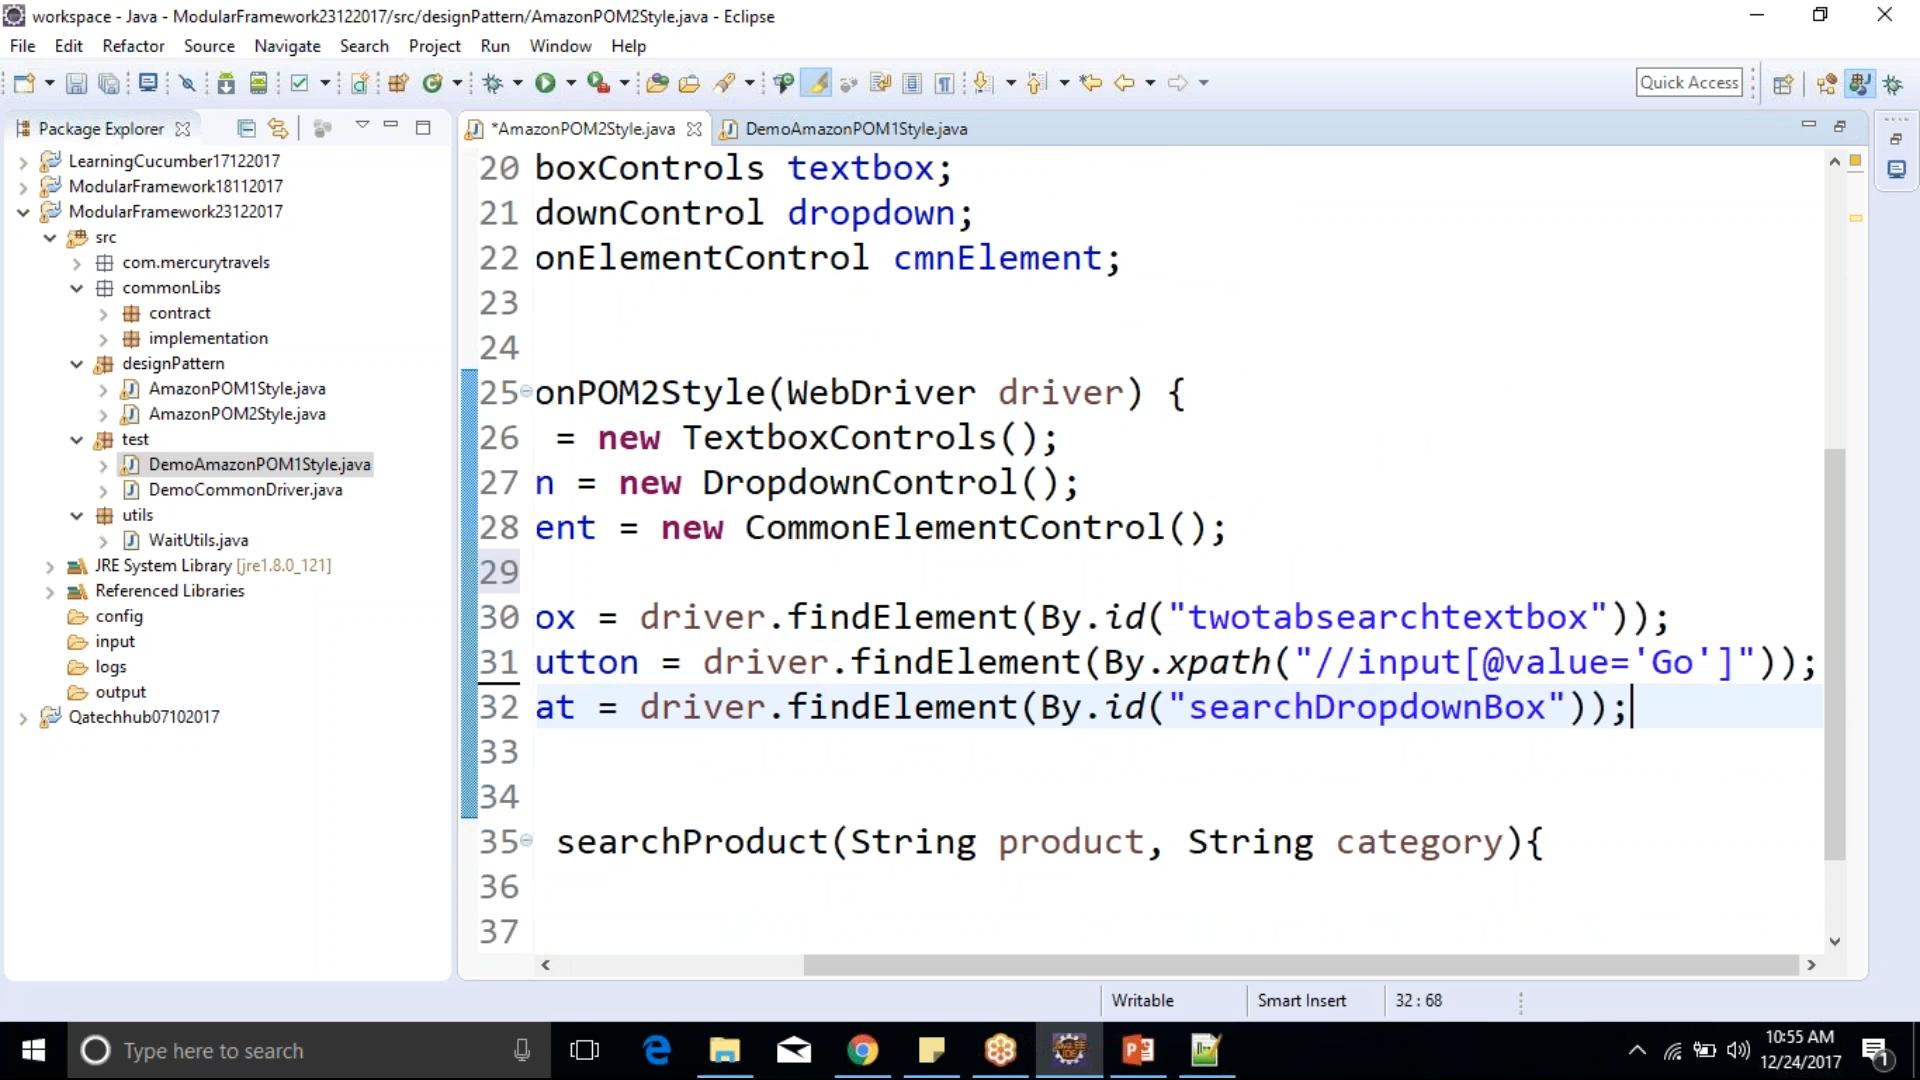 workspace - Java - ModularFramework23122017/src/designPattern/AmazonPOM2Style.java - Eclipse
File Edit Refactor Source Navigate Search Project Run Window Help
Quick Access
Package Explorer
LearningCucumber17122017
ModularFramework18112017
ModularFramework23122017
src
com.mercurytravels
commonLibs
contract
implementation
designPattern
AmazonPOM1Style.java
AmazonPOM2Style.java
test
DemoAmazonPOM1Style.java
DemoCommonDriver.java
utils
WaitUtils.java
JRE System Library [jre1.8.0_121]
Referenced Libraries
config
input
logs
output
Qatechhub07102017
*AmazonPOM2Style.java DemoAmazonPOM1Style.java
20 boxControls textbox;
21 downControl dropdown;
22 onElementControl cmnElement;
23
24
25 onPOM2Style(WebDriver driver) {
26 = new TextboxControls();
27 n = new DropdownControl();
28 ent = new CommonElementControl();
29
30 ox = driver.findElement(By.id("twotabsearchtextbox"));
31 utton = driver.findElement(By.xpath("//input[@value='Go']"));
32 at = driver.findElement(By.id("searchDropdownBox"));
33
34
35 searchProduct(String product, String category){
36
37
Writable Smart Insert 32 : 68
Type here to search
10:55 AM
12/24/2017
1